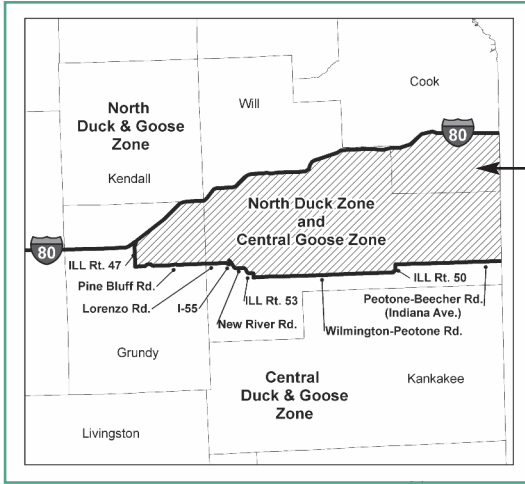 Cook
North
Duck & Goose
Zone
Will
80
Kendall
North Duck Zone
and
Central Goose Zone
80
ILL Rt. 47
Pine Bluff Rd.
Lorenzo Rd.
I-55
ILL Rt. 53
New River Rd.
ILL Rt. 50
Peotone-Beecher Rd.
(Indiana Ave.)
Wilmington-Peotone Rd.
Grundy
Central
Duck & Goose
Zone
Kankakee
Livingston